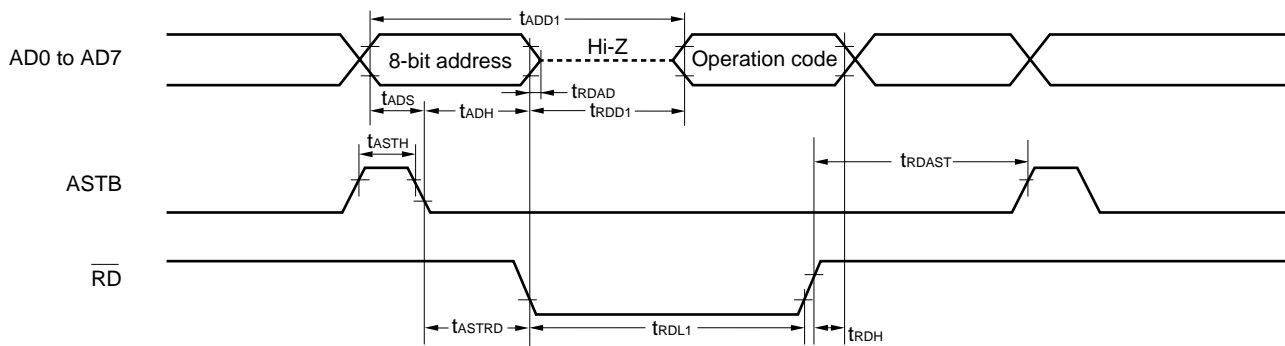 tADD1
AD0 to AD7
8-bit address
Hi-Z
Operation code
tADS
tADH
tRDAD
tRDD1
tASTH
ASTB
tRDAST
RD
tASTRD
tRDL1
tRDH